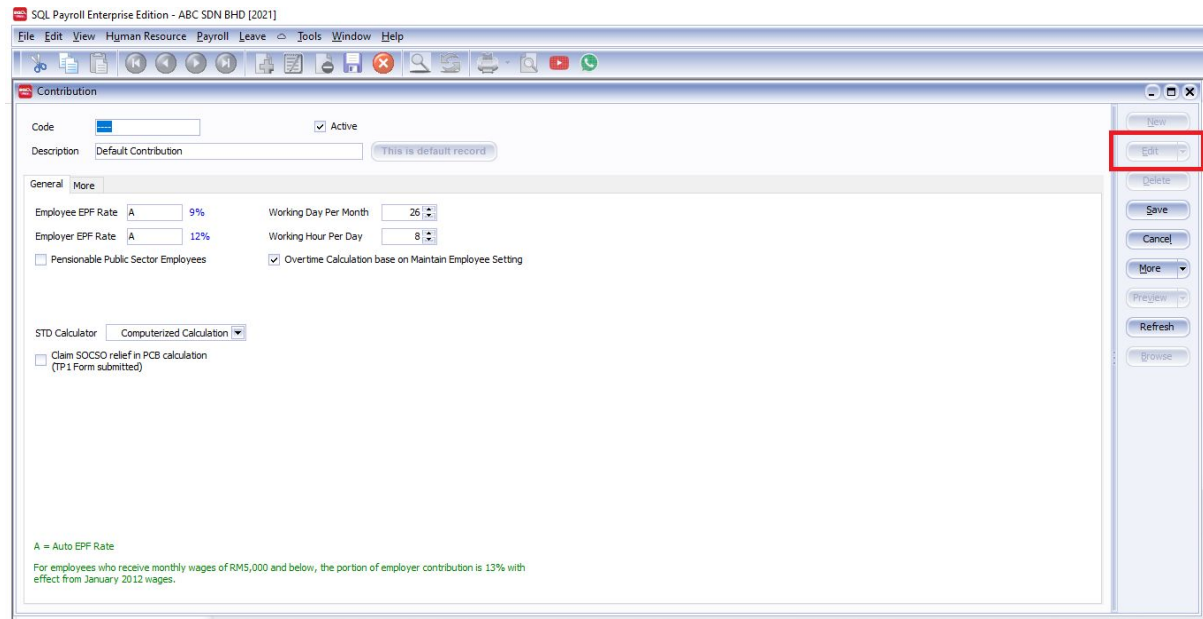 SQL Payroll Enterprise Edition - ABC SDN BHD [2021]
File Edit View Human Resource Payroll Leave Tools Window Help
Contribution
Code ---- Active
Description Default Contribution This is default record
General More
Employee EPF Rate A 9% Working Day Per Month 26
Employer EPF Rate A 12% Working Hour Per Day 8
Pensionable Public Sector Employees Overtime Calculation base on Maintain Employee Setting
STD Calculator Computerized Calculation
Claim SOCSO relief in PCB calculation
(TP1 Form submitted)
A = Auto EPF Rate
For employees who receive monthly wages of RM5,000 and below, the portion of employer contribution is 13% with
effect from January 2012 wages.
New
Edit
Delete
Save
Cancel
More
Preview
Refresh
Browse